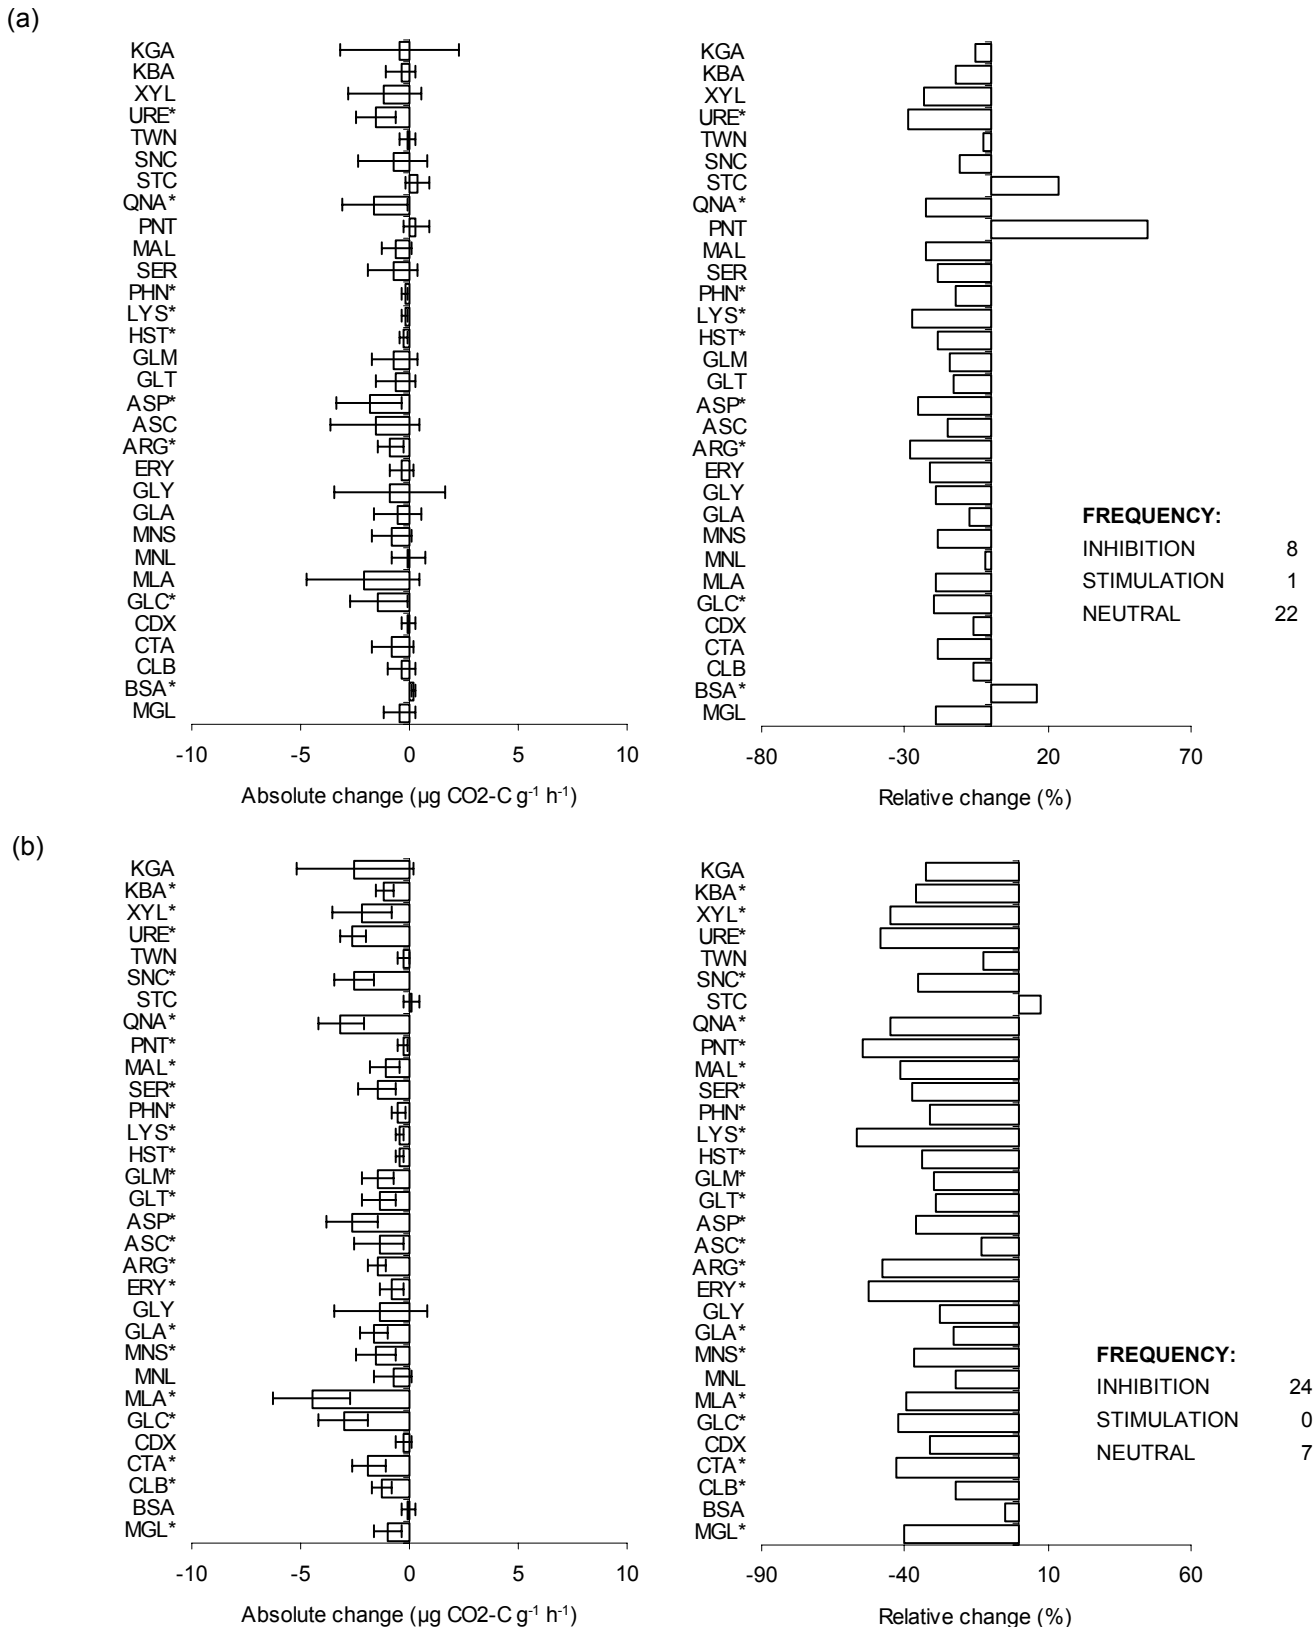 (a)
KGA
KBA
XYL
URE*
TWN
SNC
STC
QNA*
PNT
MAL
SER
PHN*
LYS*
HST*
GLM
GLT
ASP*
ASC
ARG*
ERY
GLY
GLA
MNS
MNL
MLA
GLC*
CDX
CTA
CLB
BSA*
MGL
-10 -5 0 5 10
Absolute change (µg CO2-C g-1 h-1)
KGA
KBA
XYL
URE*
TWN
SNC
STC
QNA*
PNT
MAL
SER
PHN*
LYS*
HST*
GLM
GLT
ASP*
ASC
ARG*
ERY
GLY
GLA
MNS
MNL
MLA
GLC*
CDX
CTA
CLB
BSA*
MGL
-80 -30 20 70
Relative change (%)
FREQUENCY:
INHIBITION 8
STIMULATION 1
NEUTRAL 22
(b)
KGA
KBA*
XYL*
URE*
TWN
SNC*
STC
QNA*
PNT*
MAL*
SER*
PHN*
LYS*
HST*
GLM*
GLT*
ASP*
ASC*
ARG*
ERY*
GLY
GLA*
MNS*
MNL
MLA*
GLC*
CDX
CTA*
CLB*
BSA
MGL*
-10 -5 0 5 10
Absolute change (µg CO2-C g-1 h-1)
KGA
KBA*
XYL*
URE*
TWN
SNC*
STC
QNA*
PNT*
MAL*
SER*
PHN*
LYS*
HST*
GLM*
GLT*
ASP*
ASC*
ARG*
ERY*
GLY
GLA*
MNS*
MNL
MLA*
GLC*
CDX
CTA*
CLB*
BSA
MGL*
-90 -40 10 60
Relative change (%)
FREQUENCY:
INHIBITION 24
STIMULATION 0
NEUTRAL 7